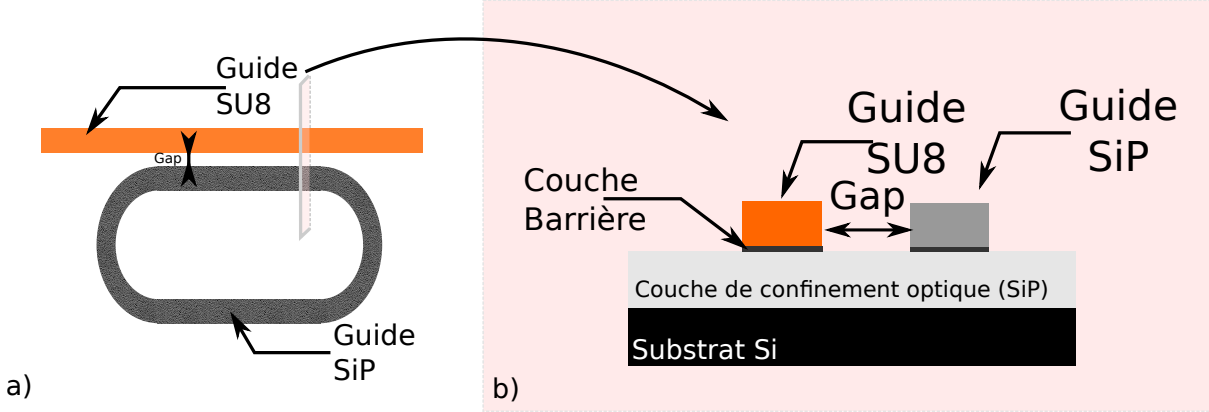 Guide
SU8
Gap
Guide
SiP
a)
Guide
SU8
Guide
SiP
Couche
Barrière
Gap
Couche de confinement optique (SiP)
Substrat Si
b)